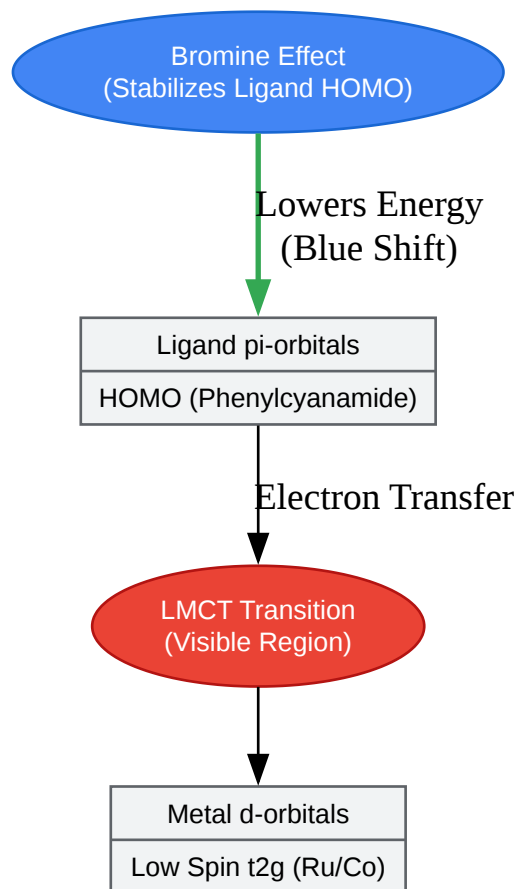 Bromine Effect
(Stabilizes Ligand HOMO)
Lowers Energy
(Blue Shift)
Ligand pi-orbitals
HOMO (Phenylcyanamide)
Electron Transfer
LMCT Transition
(Visible Region)
Metal d-orbitals
Low Spin t2g (Ru/Co)